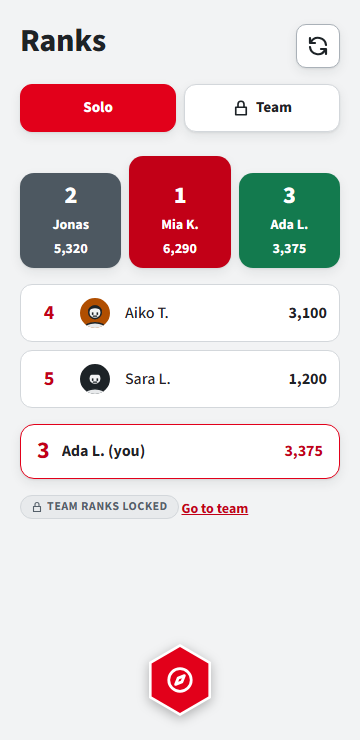 Ranks
Solo
Team
2
Jonas
5,320
1
Mia K.
6,290
3
Ada L.
3,375
4 Aiko T. 3,100
5 Sara L. 1,200
3 Ada L. (you) 3,375
TEAM RANKS LOCKED Go to team